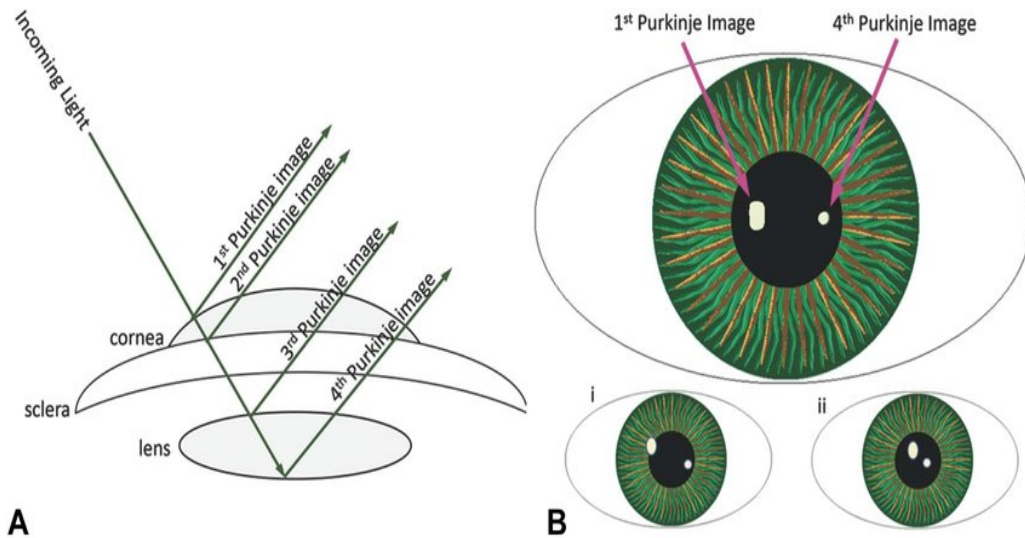 Incoming Light
1st Purkinje image
2nd Purkinje image
3rd Purkinje image
4th Purkinje image
cornea
sclera
lens
A
1st Purkinje Image
4th Purkinje Image
i
ii
B